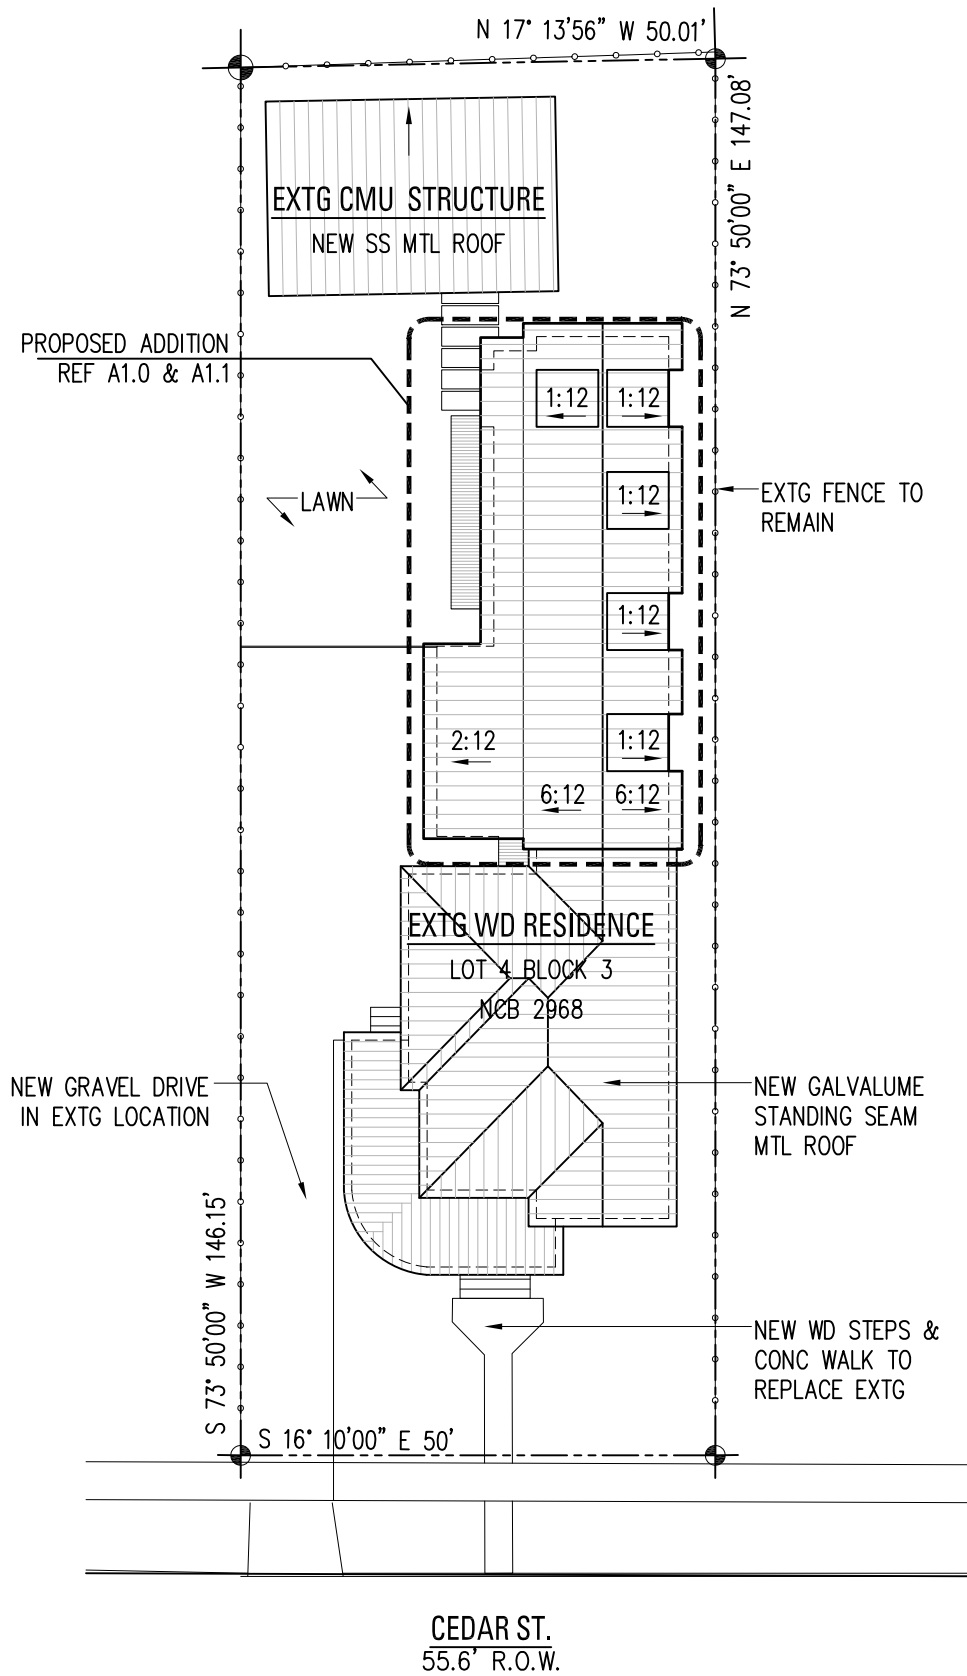 N 17° 13'56" W 50.01'
N 73° 50'00" E 147.08'
EXTG CMU STRUCTURE
NEW SS MTL ROOF
PROPOSED ADDITION
REF A1.0 & A1.1
1:12
1:12
LAWN
1:12
EXTG FENCE TO
REMAIN
1:12
2:12
1:12
6:12
6:12
EXTG WD RESIDENCE
LOT 4 BLOCK 3
NCB 2968
NEW GRAVEL DRIVE
IN EXTG LOCATION
NEW GALVALUME
STANDING SEAM
MTL ROOF
S 73° 50'00" W 146.15'
NEW WD STEPS &
CONC WALK TO
REPLACE EXTG
S 16° 10'00" E 50'
CEDAR ST.
55.6' R.O.W.